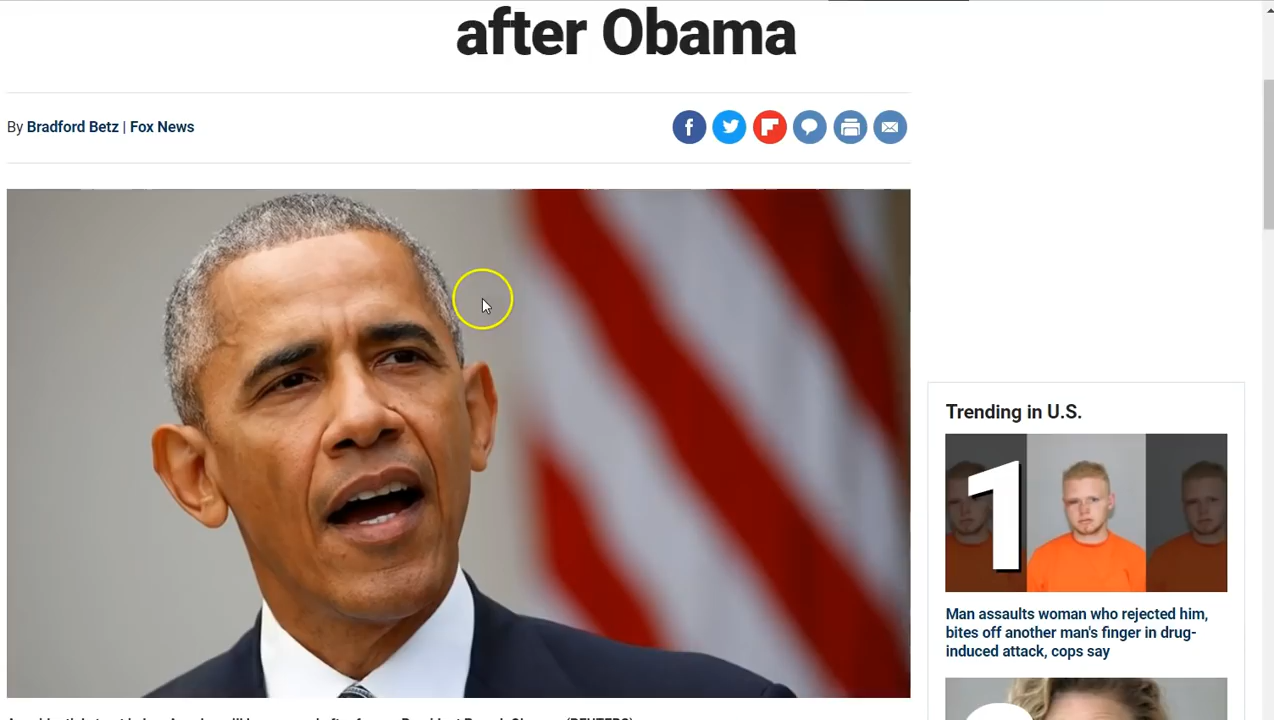 after Obama
By Bradford Betz | Fox News
Trending in U.S.
1
Man assaults woman who rejected him,
bites off another man's finger in drug-
induced attack, cops say